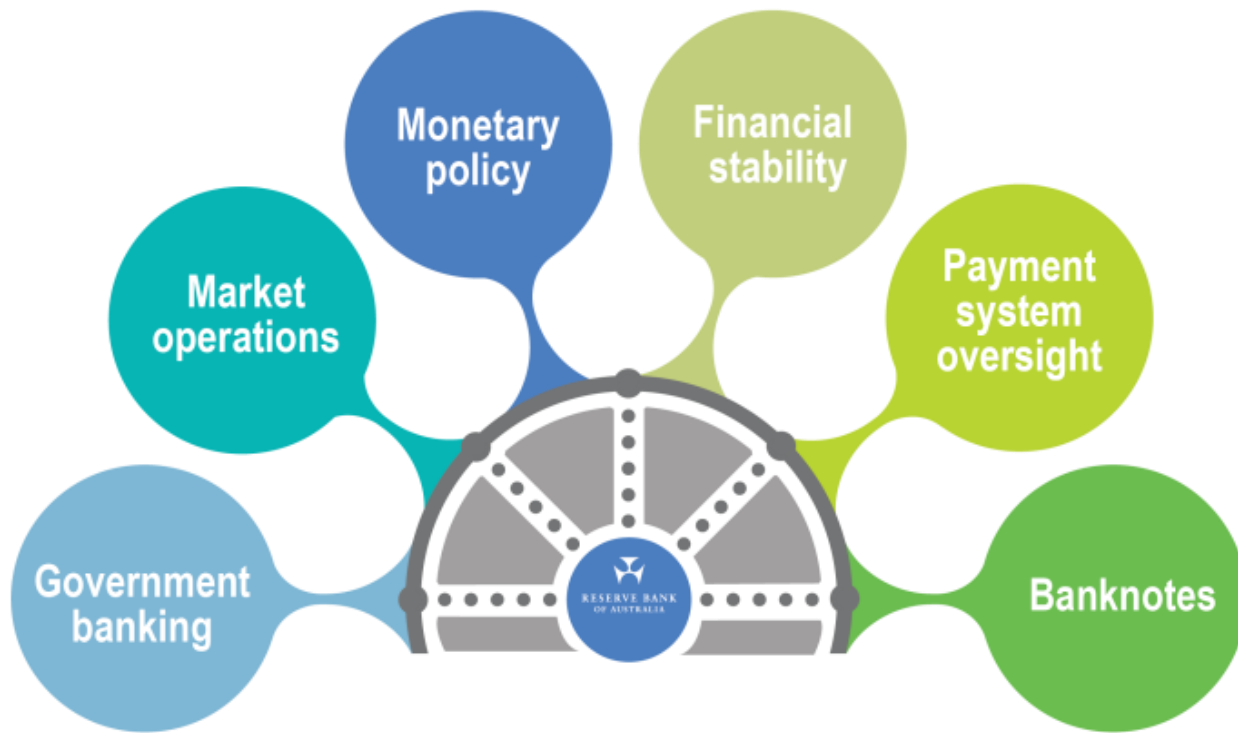 Monetary
policy
Financial
stability
Market
operations
Payment
system
oversight
Government
banking
RESERVE BANK
OF AUSTRALIA
Banknotes